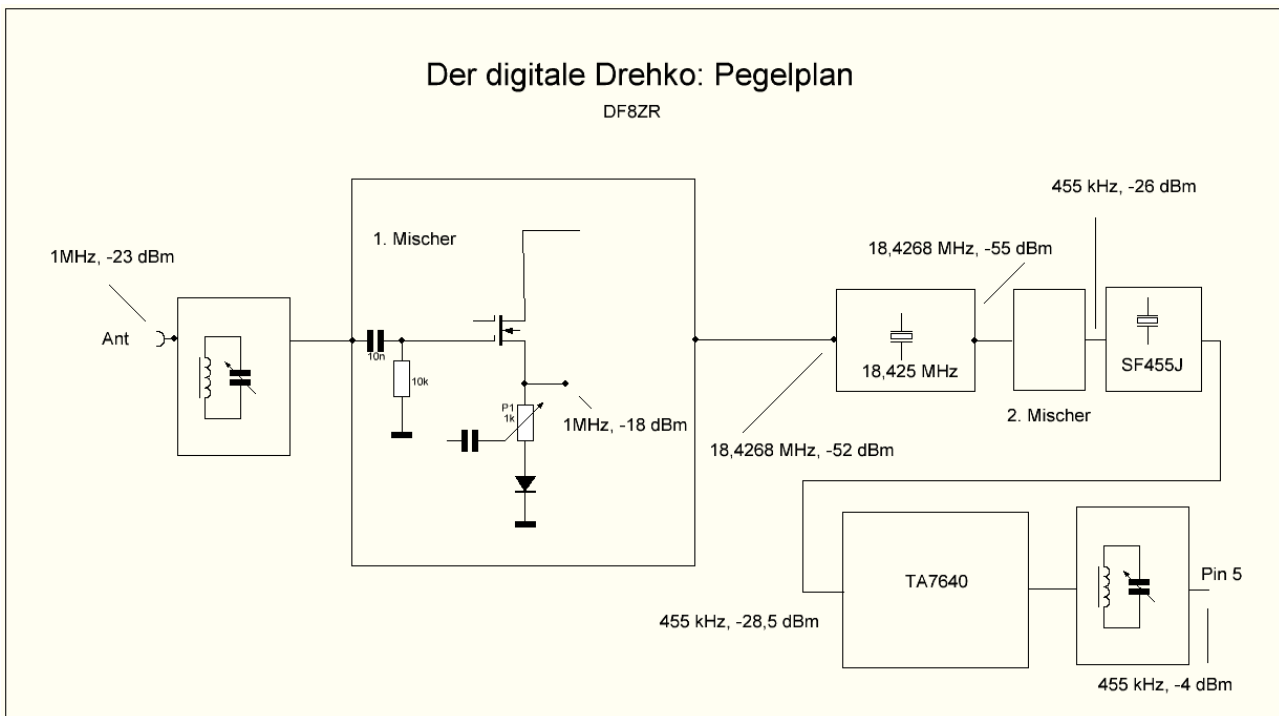 Der digitale Drehko: Pegelplan
DF8ZR
1MHz, -23 dBm
Ant
1. Mischer
10n
10k
P1
1k
1MHz, -18 dBm
18,4268 MHz, -52 dBm
18,425 MHz
18,4268 MHz, -55 dBm
2. Mischer
455 kHz, -26 dBm
SF455J
455 kHz, -28,5 dBm
TA7640
Pin 5
455 kHz, -4 dBm